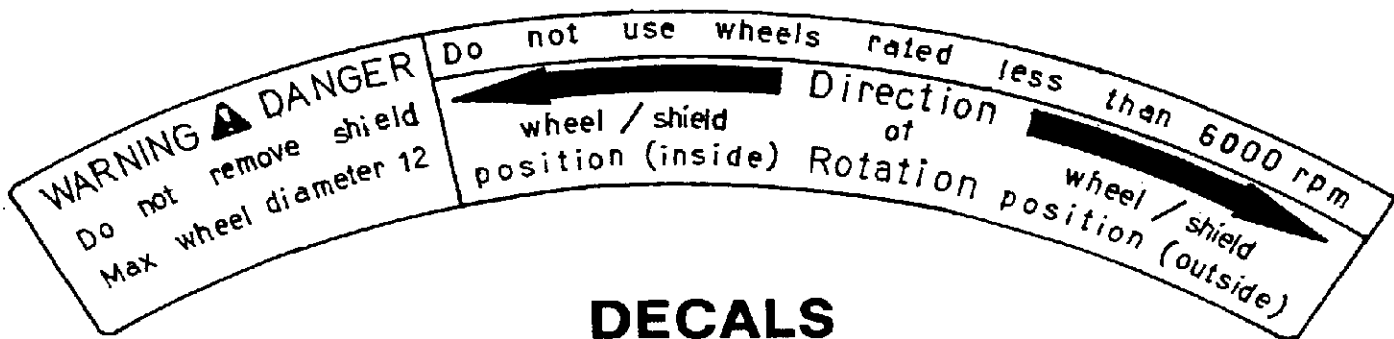 WARNING DANGER
Do not remove shield
Max wheel diameter 12
Do not use wheels rated less than 6000 rpm
wheel / shield
position (inside)
Direction
of
Rotation
wheel / shield
position (outside)
DECALS